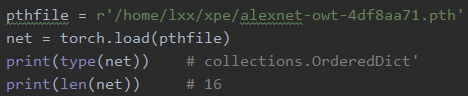 pthfile = r'/home/lxx/xpe/alexnet-owt-4df8aa71.pth'
net = torch.load(pthfile)
print(type(net))    # collections.OrderedDict'
print(len(net))     # 16